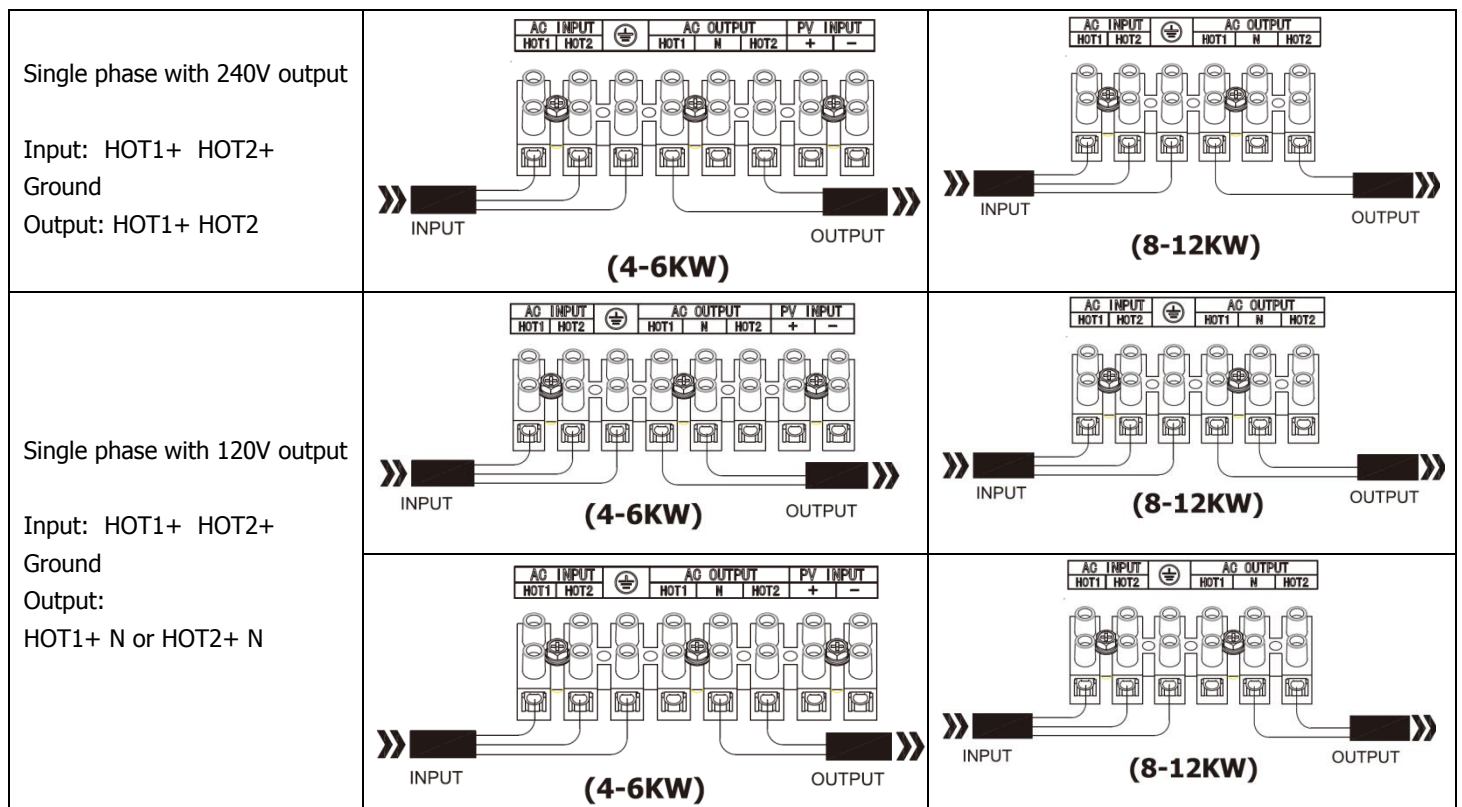 Single phase with 240V output
Input: HOT1+ HOT2+
Ground
Output: HOT1+ HOT2
AC INPUT AC OUTPUT PV INPUT
HOT1 HOT2 HOT1 N HOT2 + −
INPUT
OUTPUT
(4-6KW)
AC INPUT AC OUTPUT
HOT1 HOT2 HOT1 N HOT2
INPUT
OUTPUT
(8-12KW)
Single phase with 120V output
Input: HOT1+ HOT2+
Ground
Output:
HOT1+ N or HOT2+ N
AC INPUT AC OUTPUT PV INPUT
HOT1 HOT2 HOT1 N HOT2 + −
INPUT
OUTPUT
(4-6KW)
AC INPUT AC OUTPUT
HOT1 HOT2 HOT1 N HOT2
INPUT
OUTPUT
(8-12KW)
AC INPUT AC OUTPUT PV INPUT
HOT1 HOT2 HOT1 N HOT2 + −
INPUT
OUTPUT
(4-6KW)
AC INPUT AC OUTPUT
HOT1 HOT2 HOT1 N HOT2
INPUT
OUTPUT
(8-12KW)